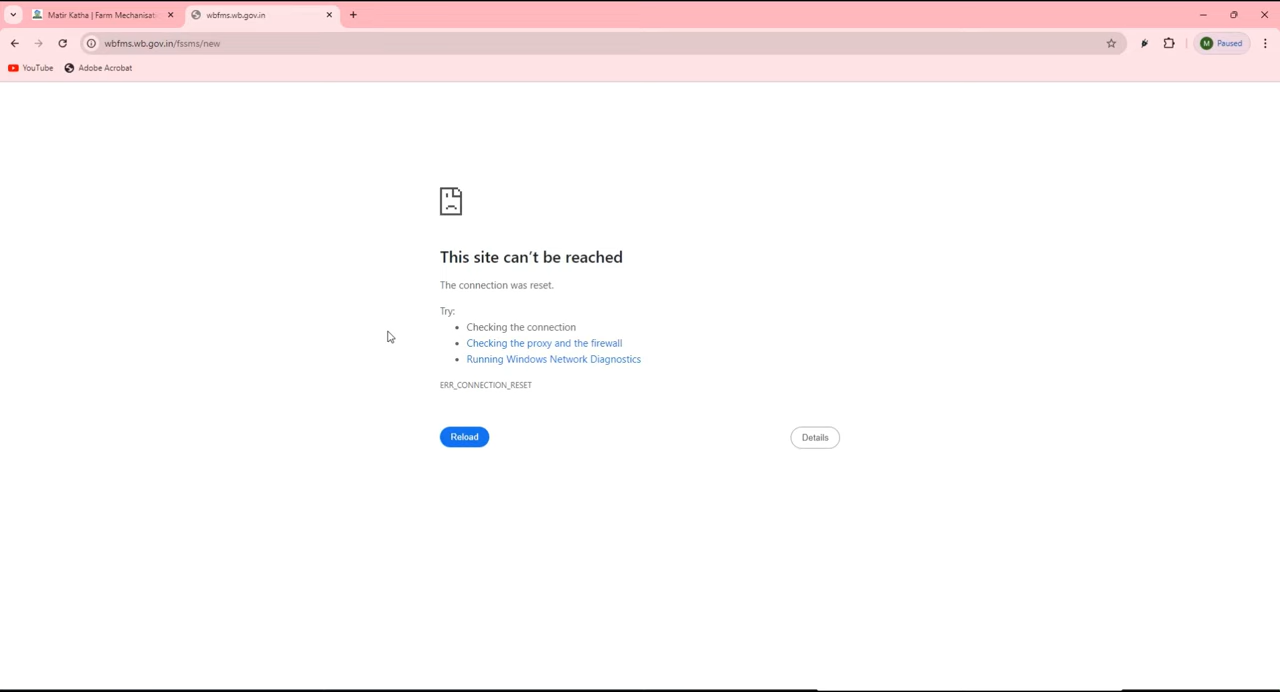 Matir Katha | Farm Mechanisat
wbfms.wb.gov.in
wbfms.wb.gov.in/fssms/new
M
Paused
YouTube
Adobe Acrobat
This site can't be reached
The connection was reset.
Try:
• Checking the connection
• Checking the proxy and the firewall
• Running Windows Network Diagnostics
ERR_CONNECTION_RESET
Reload
Details